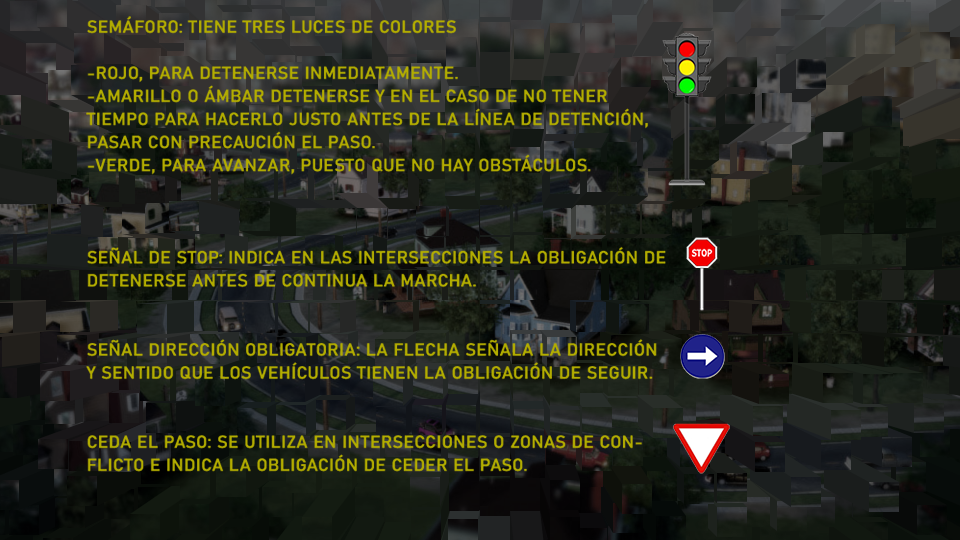 SEMÁFORO: TIENE TRES LUCES DE COLORES
-ROJO, PARA DETENERSE INMEDIATAMENTE.
-AMARILLO O ÁMBAR DETENERSE Y EN EL CASO DE NO TENER
TIEMPO PARA HACERLO JUSTO ANTES DE LA LÍNEA DE DETENCIÓN,
PASAR CON PRECAUCIÓN EL PASO.
-VERDE, PARA AVANZAR, PUESTO QUE NO HAY OBSTÁCULOS.
SEÑAL DE STOP: INDICA EN LAS INTERSECCIONES LA OBLIGACIÓN DE
DETENERSE ANTES DE CONTINUA LA MARCHA.
STOP
SEÑAL DIRECCIÓN OBLIGATORIA: LA FLECHA SEÑALA LA DIRECCIÓN
Y SENTIDO QUE LOS VEHÍCULOS TIENEN LA OBLIGACIÓN DE SEGUIR.
CEDA EL PASO: SE UTILIZA EN INTERSECCIONES O ZONAS DE CON-
FLICTO E INDICA LA OBLIGACIÓN DE CEDER EL PASO.